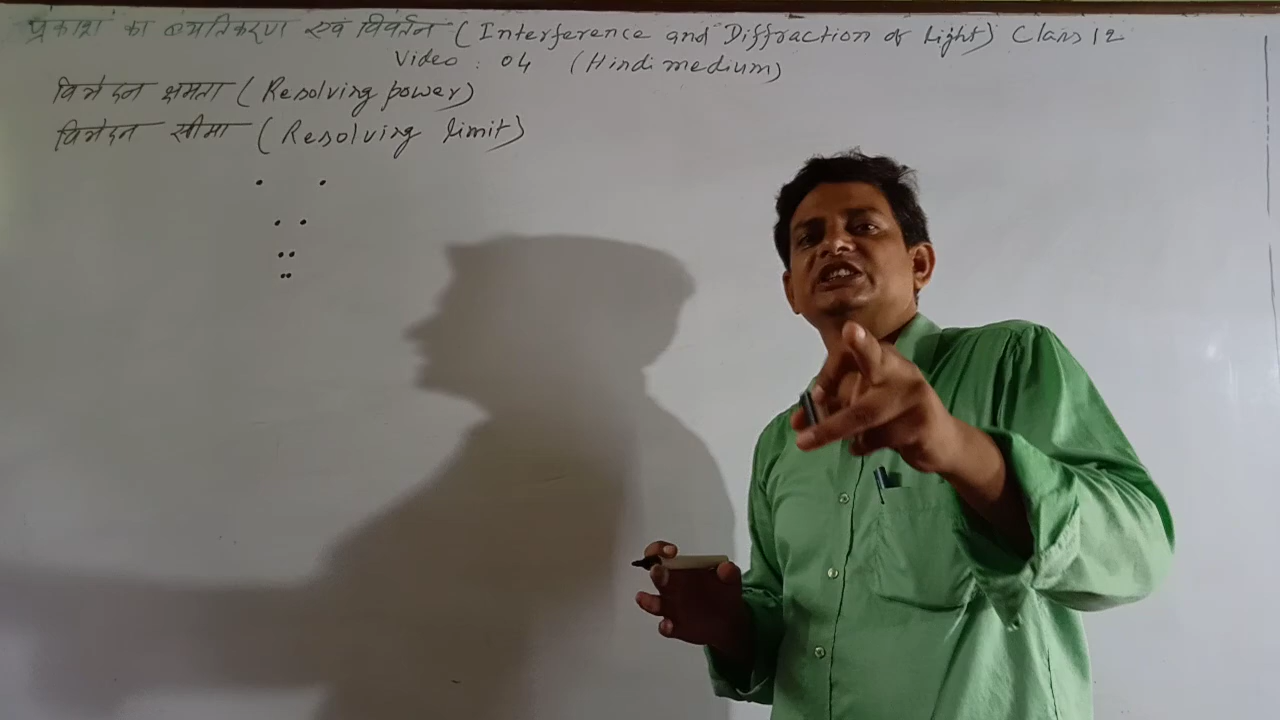 प्रकाश का व्यतिकरण एवं विवर्तन (Interference and Diffraction of Light) Class 12
Video : 04 (Hindi medium)
विभेदन क्षमता (Resolving power)
विभेदन सीमा (Resolving limit)